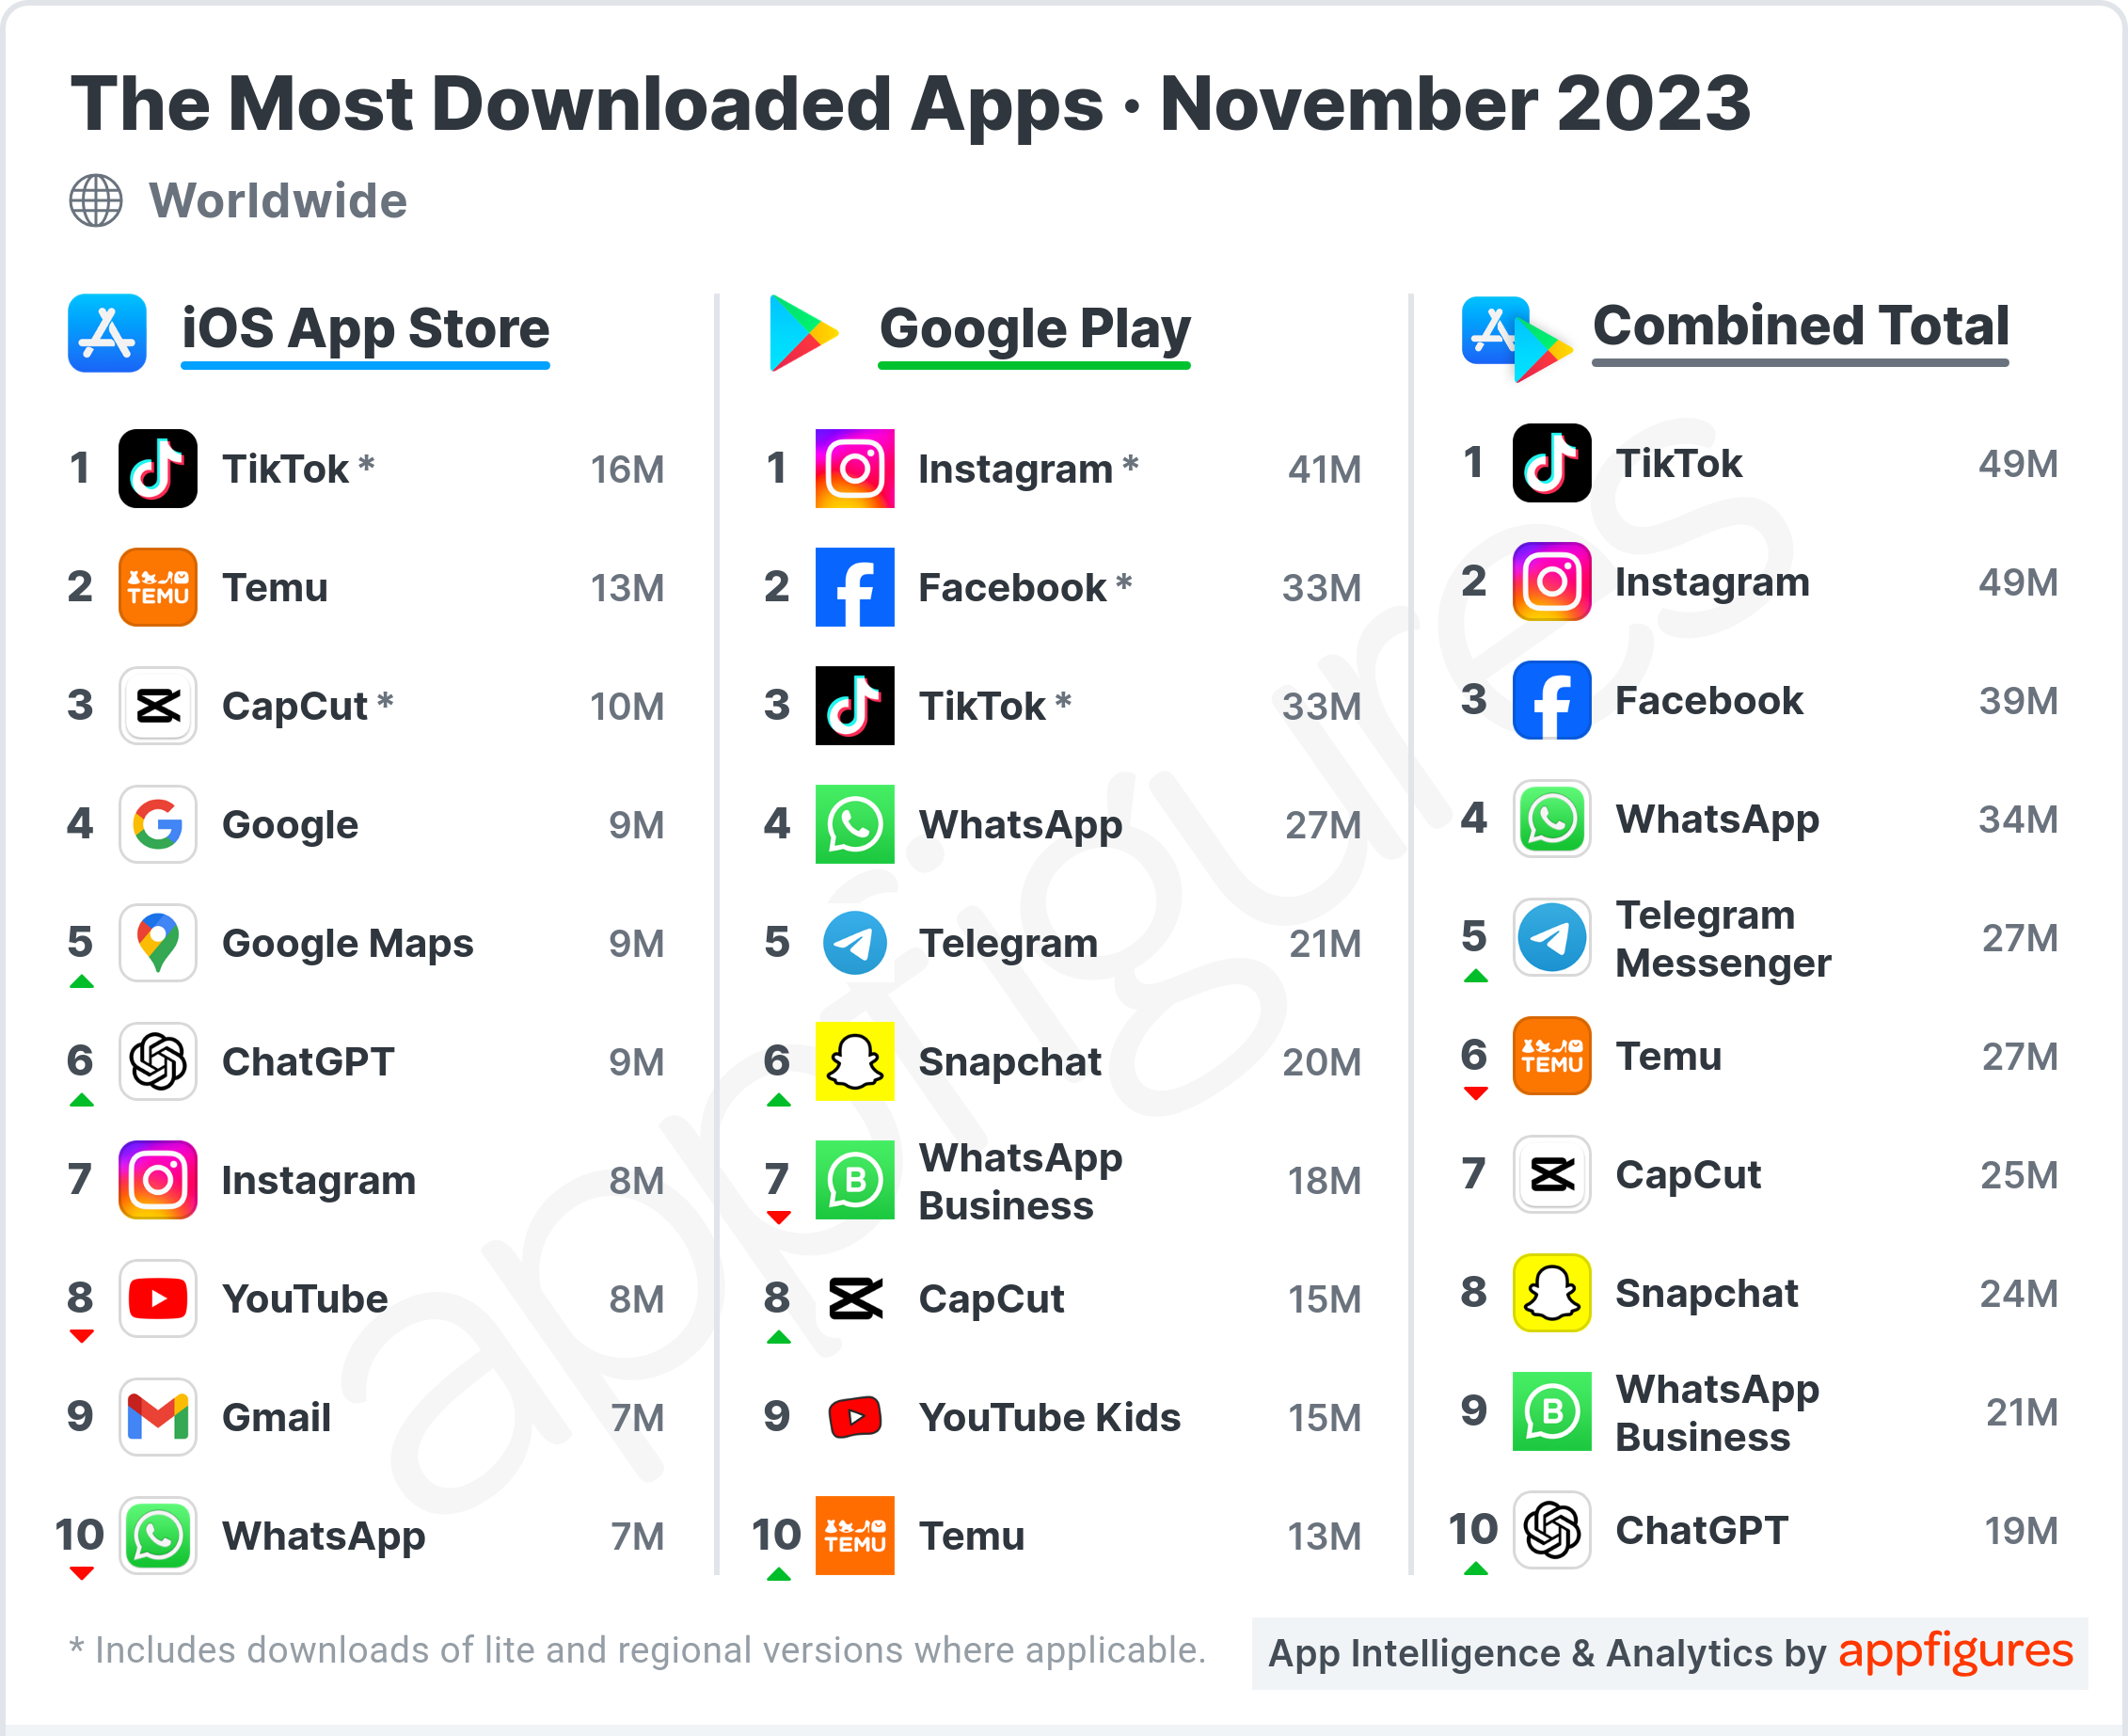 The Most Downloaded Apps · November 2023
Worldwide
iOS App Store
1 TikTok * 16M
2 TEMU Temu 13M
3 CapCut * 10M
4 Google 9M
5 Google Maps 9M
6 ChatGPT 9M
7 Instagram 8M
8 YouTube 8M
9 Gmail 7M
10 WhatsApp 7M
Google Play
1 Instagram * 41M
2 Facebook * 33M
3 TikTok * 33M
4 WhatsApp 27M
5 Telegram 21M
6 Snapchat 20M
7 B WhatsApp
Business 18M
8 CapCut 15M
9 YouTube Kids 15M
10 TEMU Temu 13M
Combined Total
1 TikTok 49M
2 Instagram 49M
3 Facebook 39M
4 WhatsApp 34M
5 Telegram
Messenger 27M
6 TEMU Temu 27M
7 CapCut 25M
8 Snapchat 24M
9 B WhatsApp
Business 21M
10 ChatGPT 19M
appfigures
* Includes downloads of lite and regional versions where applicable.
App Intelligence & Analytics by appfigures